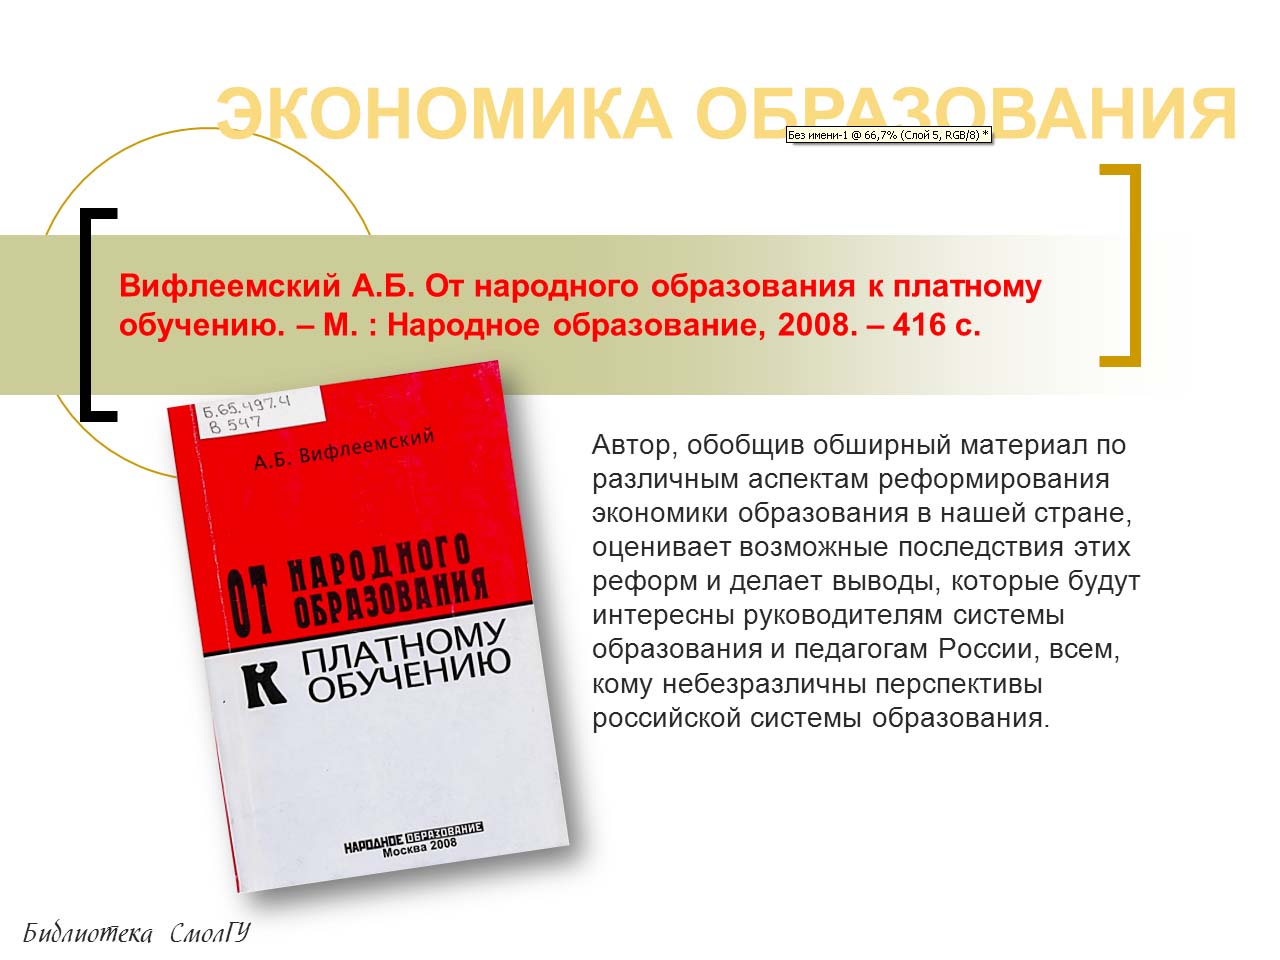 ЭКОНОМИКА ОБРАЗОВАНИЯ
Без имени-1 @ 66,7% (Слой 5, RGB/8) *
Вифлеемский А.Б. От народного образования к платному
обучению. – М. : Народное образование, 2008. – 416 с.
Б.65.497.4
В 547
А.Б. Вифлеемский
ОТ НАРОДНОГО
ОБРАЗОВАНИЯ
К ПЛАТНОМУ
ОБУЧЕНИЮ
НАРОДНОЕ ОБРАЗОВАНИЕ
Москва 2008
Автор, обобщив обширный материал по
различным аспектам реформирования
экономики образования в нашей стране,
оценивает возможные последствия этих
реформ и делает выводы, которые будут
интересны руководителям системы
образования и педагогам России, всем,
кому небезразличны перспективы
российской системы образования.
Библиотека СмолГУ